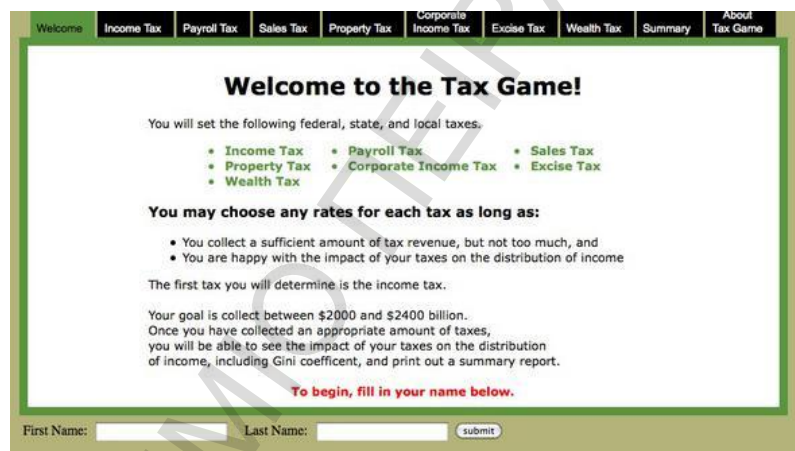 Welcome Income Tax Payroll Tax Sales Tax Property Tax Corporate Income Tax Excise Tax Wealth Tax Summary About Tax Game
Welcome to the Tax Game!
You will set the following federal, state, and local taxes.
• Income Tax • Payroll Tax • Sales Tax
• Property Tax • Corporate Income Tax • Excise Tax
• Wealth Tax
You may choose any rates for each tax as long as:
• You collect a sufficient amount of tax revenue, but not too much, and
• You are happy with the impact of your taxes on the distribution of income
The first tax you will determine is the income tax.
Your goal is collect between $2000 and $2400 billion.
Once you have collected an appropriate amount of taxes,
you will be able to see the impact of your taxes on the distribution
of income, including Gini coefficent, and print out a summary report.
To begin, fill in your name below.
First Name: Last Name: submit